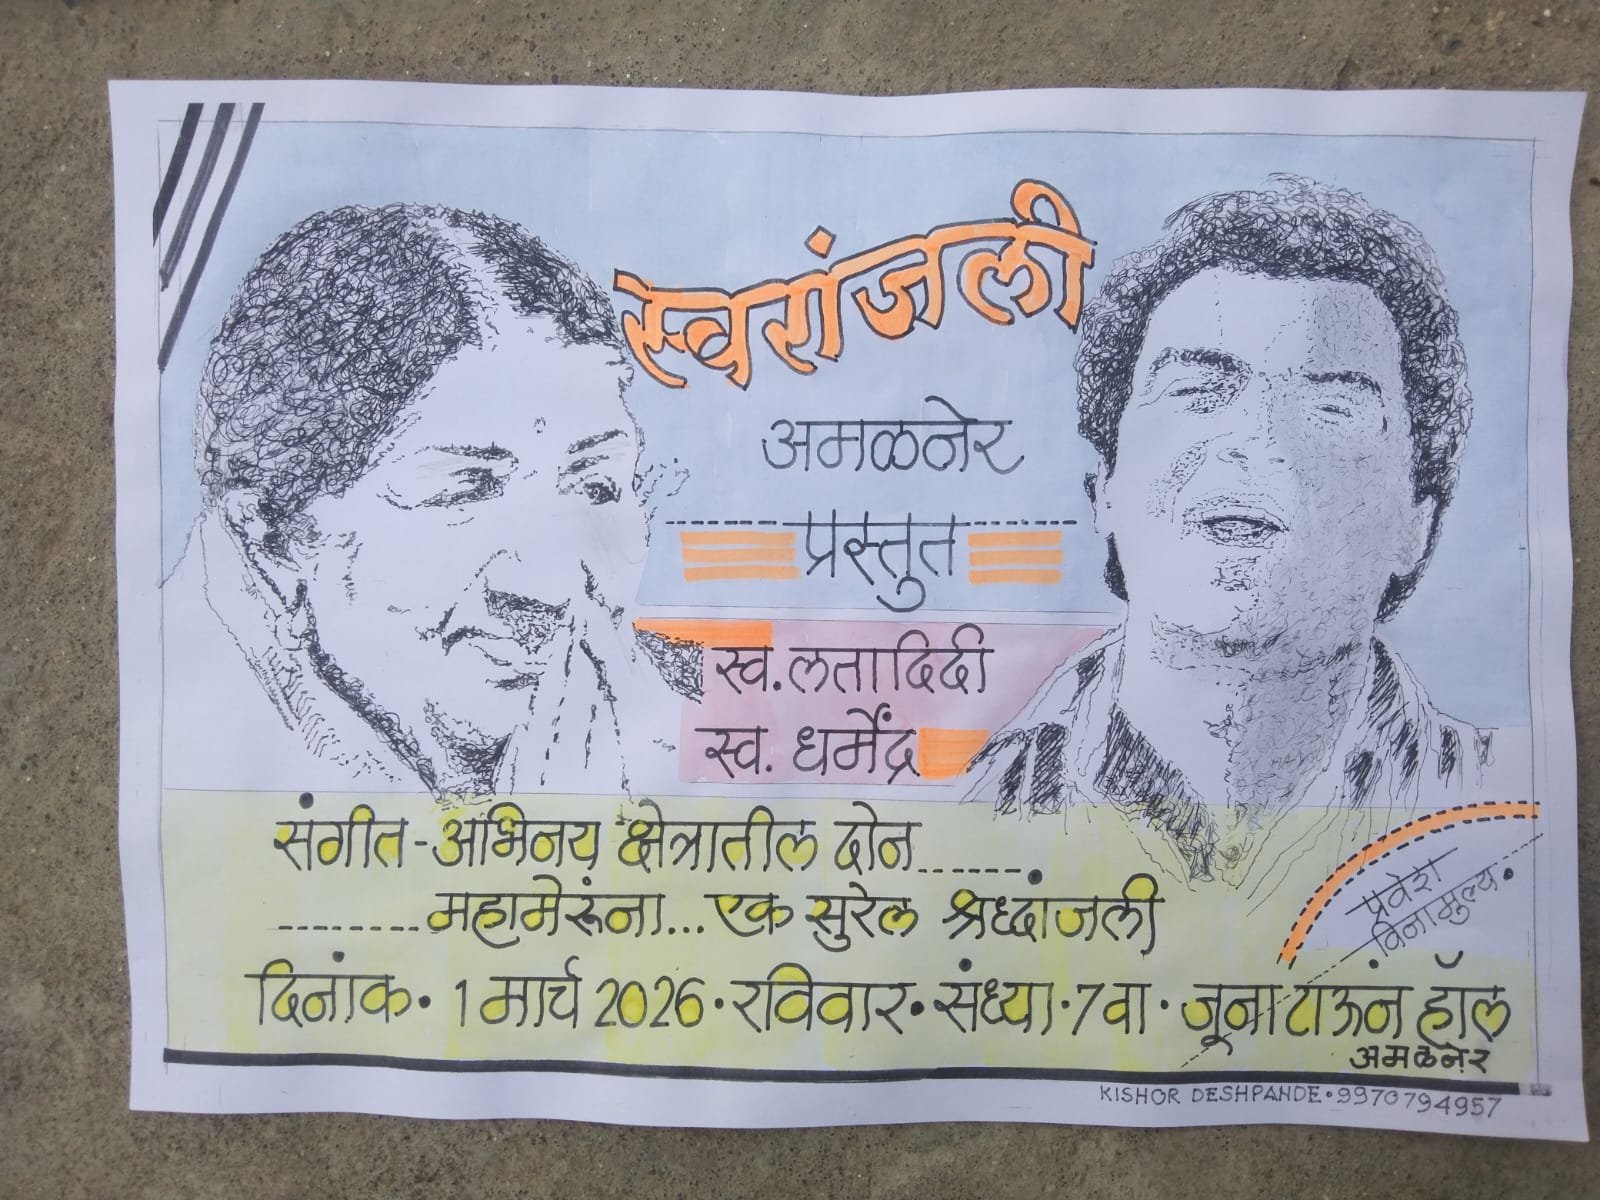 स्वरांजली
अमळनेर
प्रस्तुत
स्व. लतादिदी
स्व. धर्मेंद्र
संगीत-अभिनय क्षेत्रातील दोन......
........महामेरूंना... एक सुरेल श्रध्दांजली
प्रवेश
विनामुल्य.
दिनांक. 1 मार्च 2026. रविवार. संध्या. 7 वा. जूना टाऊन हॉल
अमळनेर
KISHOR DESHPANDE. 9970794957